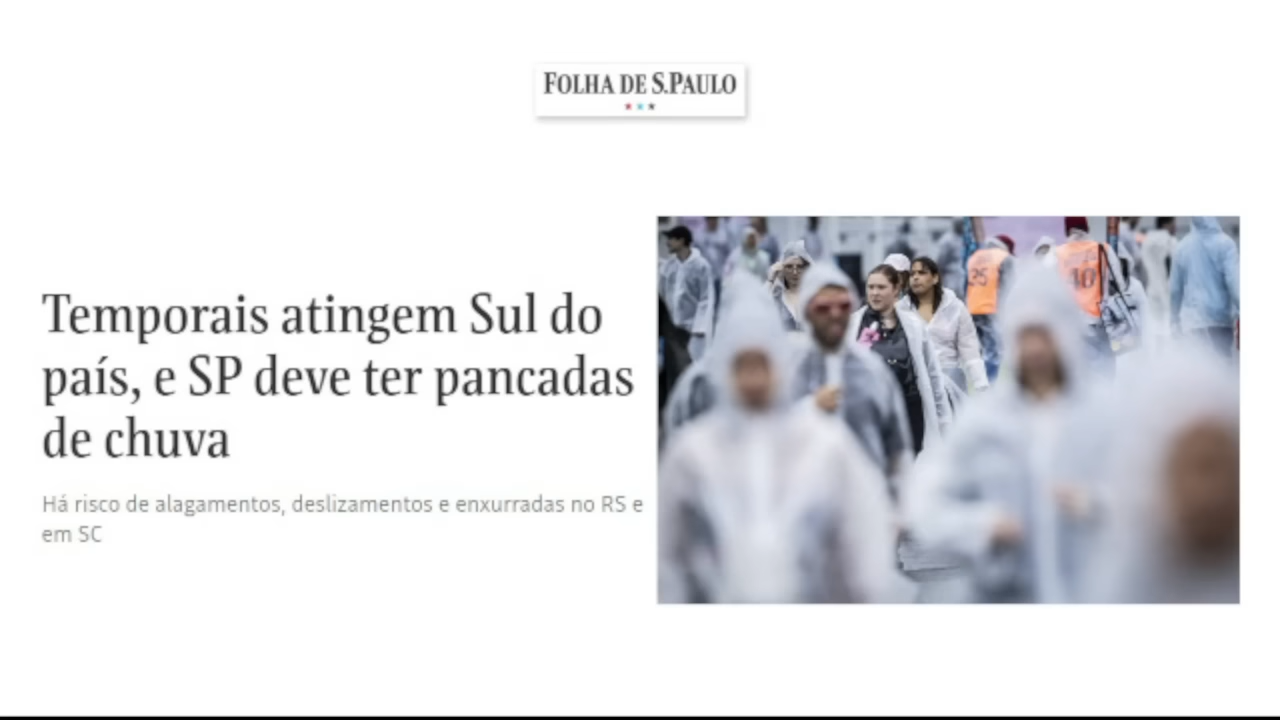 FOLHA DE S.PAULO
Temporais atingem Sul do
país, e SP deve ter pancadas
de chuva
Há risco de alagamentos, deslizamentos e enxurradas no RS e
em SC
25
10